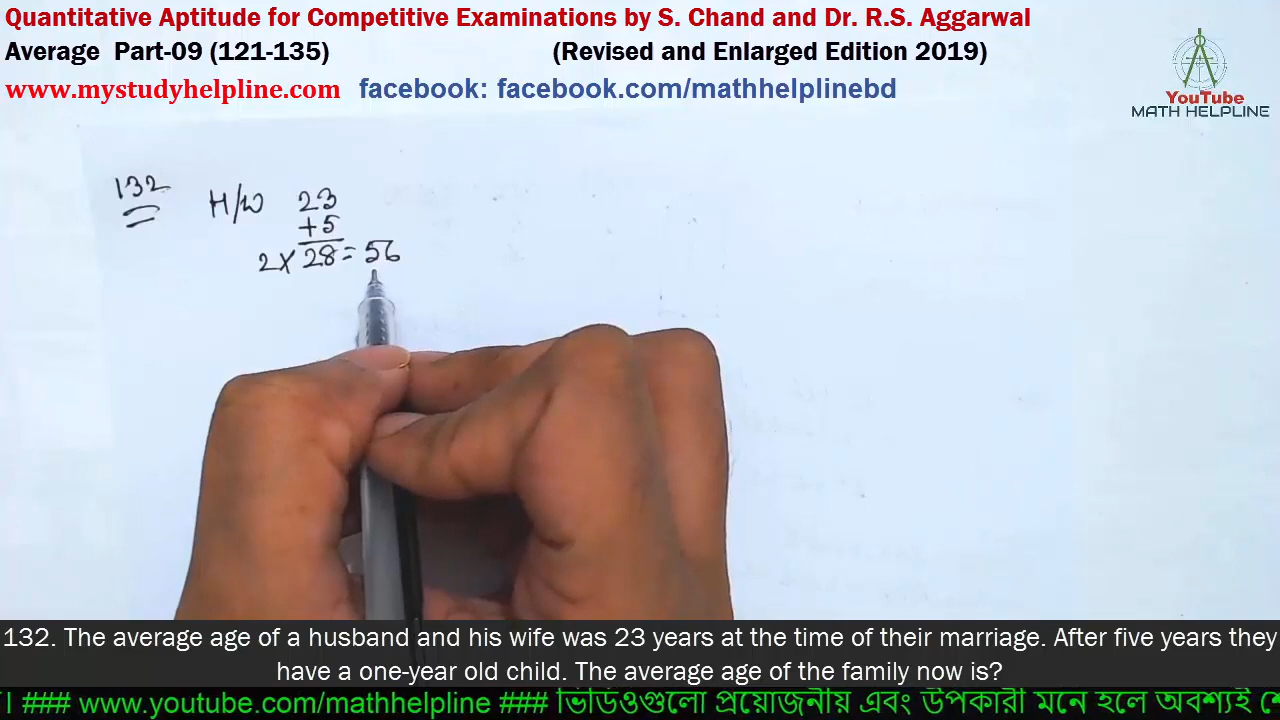 Quantitative Aptitude for Competitive Examinations by S. Chand and Dr. R.S. Aggarwal
Average Part-09 (121-135) (Revised and Enlarged Edition 2019)
www.mystudyhelpline.com facebook: facebook.com/mathhelplinebd
YouTube
MATH HELPLINE
132 H/W 23
+5
2 × 28 = 56
132. The average age of a husband and his wife was 23 years at the time of their marriage. After five years they
have a one-year old child. The average age of the family now is?
। ### www.youtube.com/mathhelpline ### ভিডিওগুলো প্রয়োজনীয় এবং উপকারী মনে হলে অবশ্যই